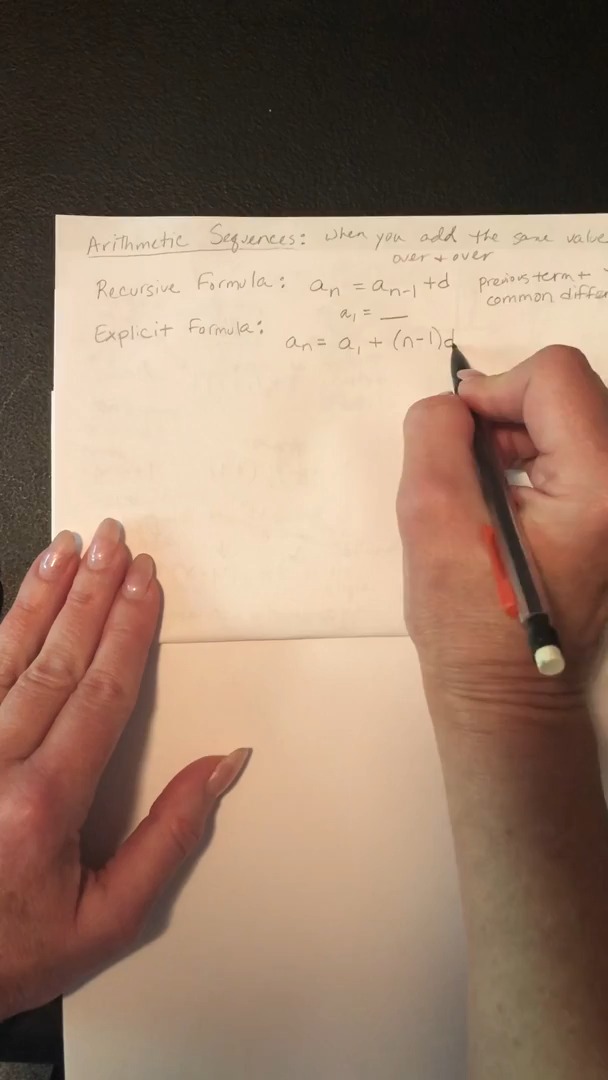 Arithmetic Sequences: When you add the same value
over + over
Recursive Formula: aₙ = aₙ₋₁ + d previous term +
common differ
a₁ = __
Explicit Formula:
aₙ = a₁ + (n-1)d